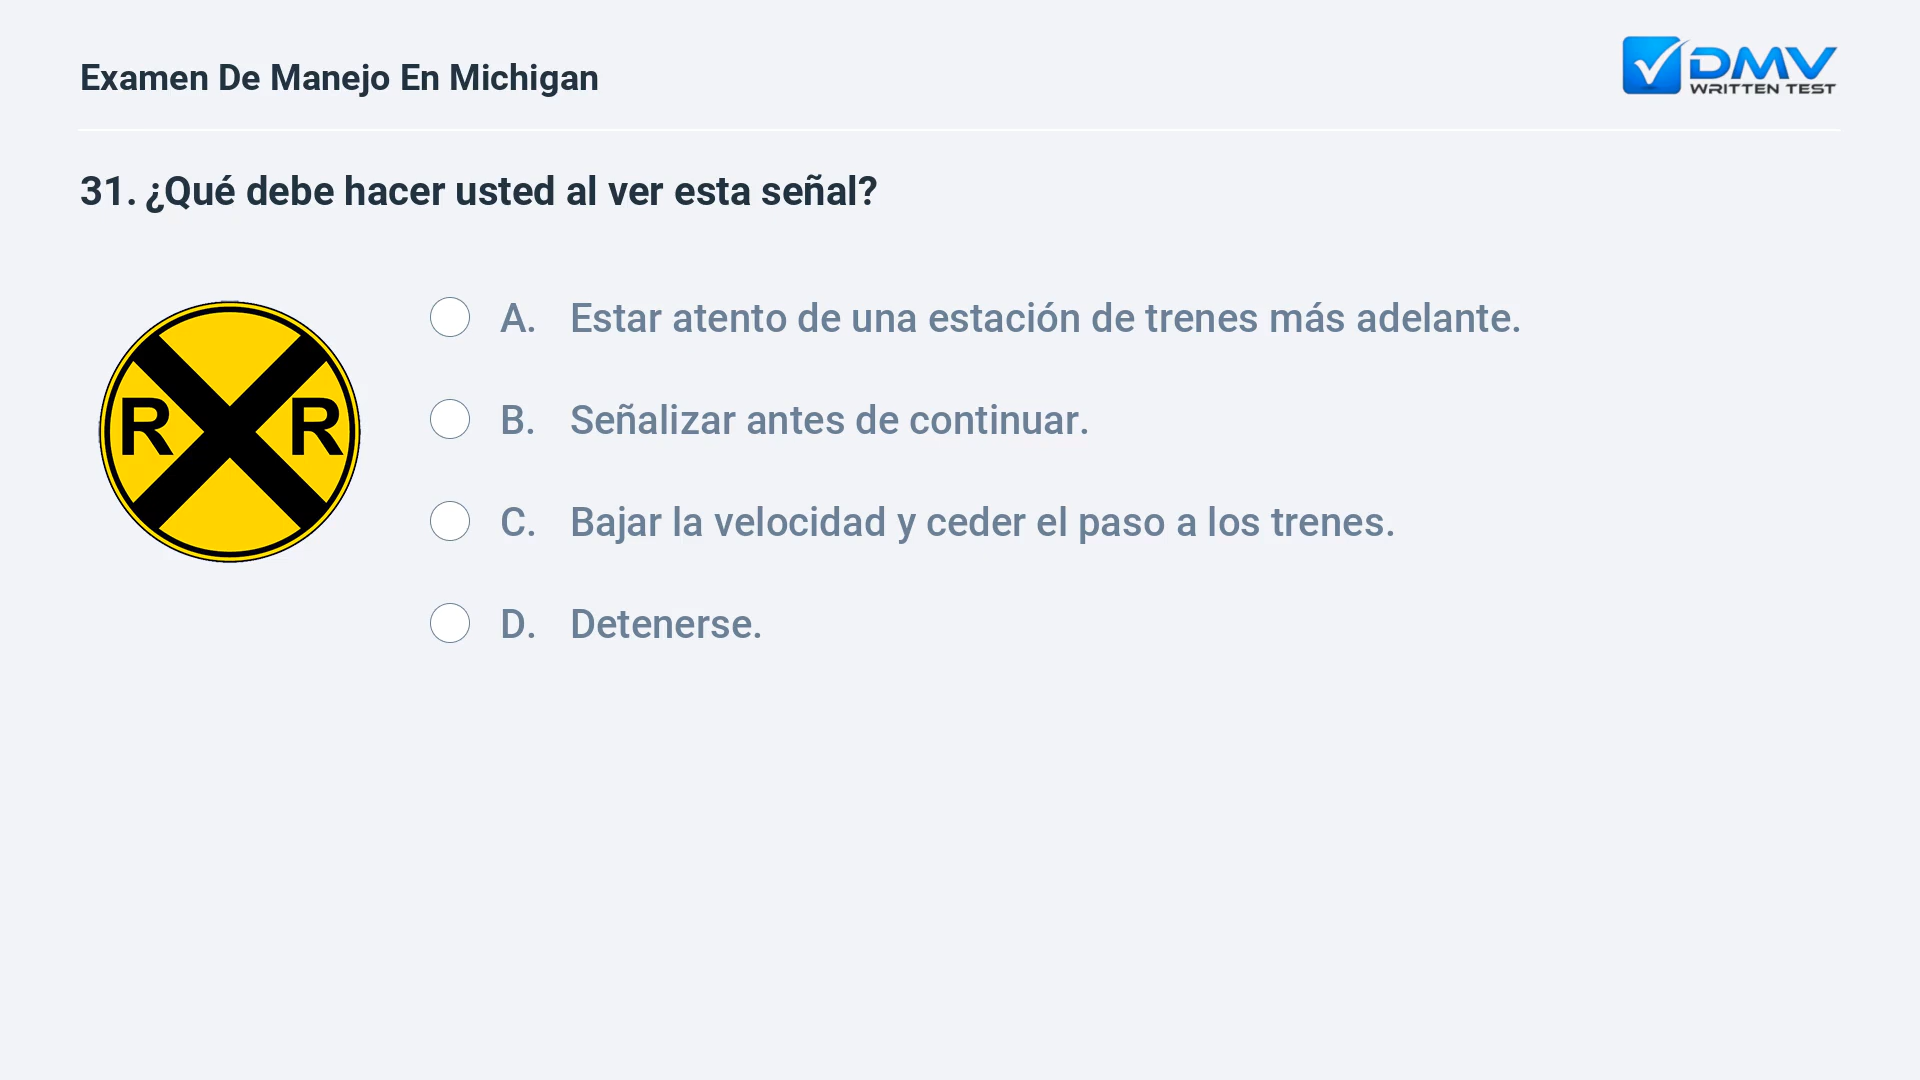 Examen De Manejo En Michigan
DMV
WRITTEN TEST
31. ¿Qué debe hacer usted al ver esta señal?
R R
A. Estar atento de una estación de trenes más adelante.
B. Señalizar antes de continuar.
C. Bajar la velocidad y ceder el paso a los trenes.
D. Detenerse.